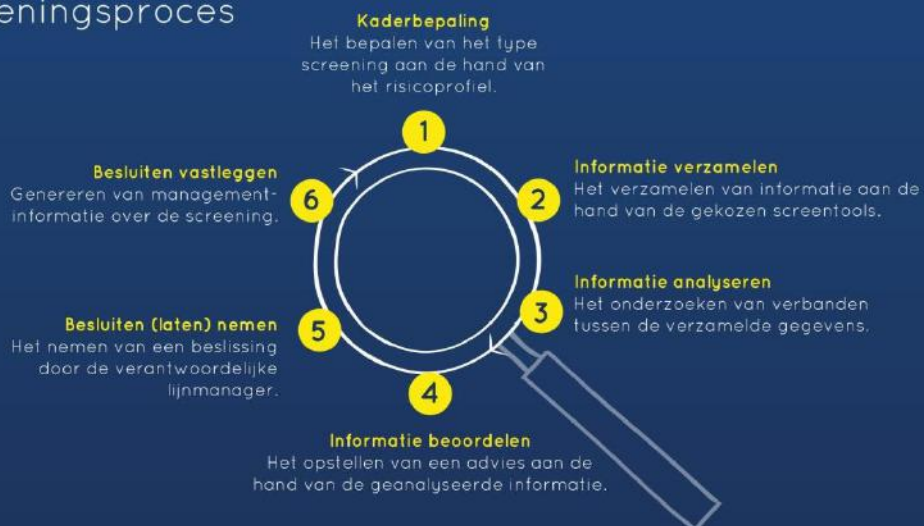 eningsproces
Kaderbepaling
Het bepalen van het type
screening aan de hand van
het risicoprofiel.
1
Informatie verzamelen
Het verzamelen van informatie aan de
hand van de gekozen screentools.
2
Informatie analyseren
Het onderzoeken van verbanden
tussen de verzamelde gegevens.
3
4
Informatie beoordelen
Het opstellen van een advies aan de
hand van de geanalyseerde informatie.
Besluiten (laten) nemen
Het nemen van een beslissing
door de verantwoordelijke
lijnmanager.
5
Besluiten vastleggen
Genereren van management-
informatie over de screening.
6